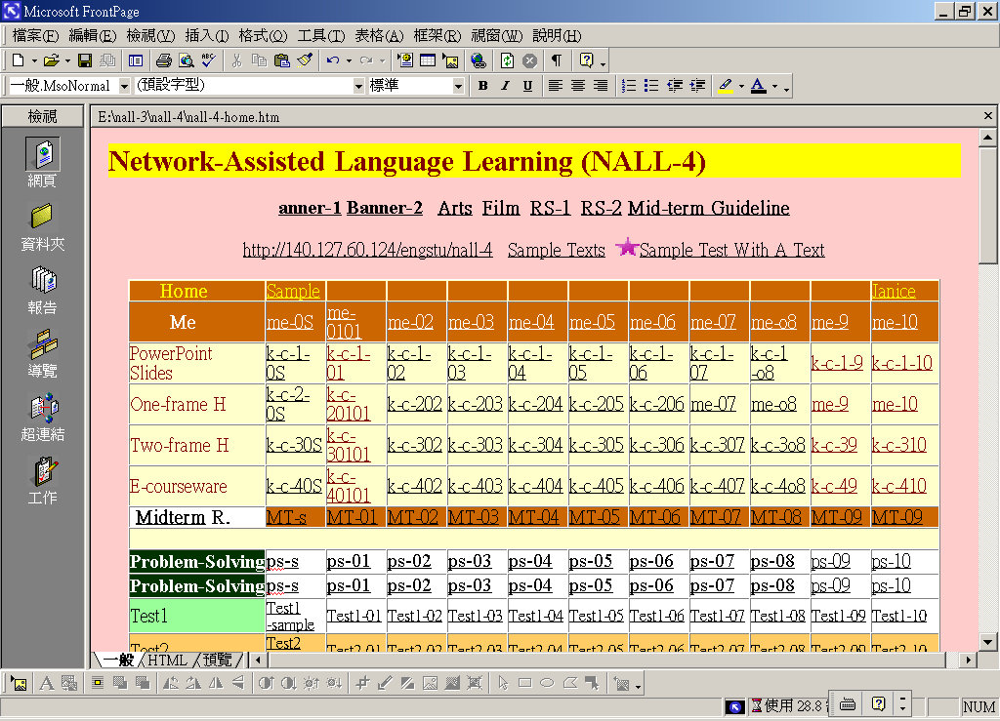 Microsoft FrontPage
檔案(F) 編輯(E) 檢視(V) 插入(I) 格式(O) 工具(T) 表格(A) 框架(R) 視窗(W) 說明(H)
一般.MsoNormal (預設字型) 標準 B I U A
檢視 E:\nall-3\nall-4\nall-4-home.htm
網頁
資料夾
報告
導覽
超連結
工作
Network-Assisted Language Learning (NALL-4)
anner-1 Banner-2 Arts Film RS-1 RS-2 Mid-term Guideline
http://140.127.60.124/engstu/nall-4 Sample Texts Sample Test With A Text
Home Sample Janice
Me me-0S me-0101 me-02 me-03 me-04 me-05 me-06 me-07 me-o8 me-9 me-10
PowerPoint Slides k-c-1-0S k-c-1-01 k-c-1-02 k-c-1-03 k-c-1-04 k-c-1-05 k-c-1-06 k-c-1-07 k-c-1-o8 k-c-1-9 k-c-1-10
One-frame H k-c-2-0S k-c-20101 k-c-202 k-c-203 k-c-204 k-c-205 k-c-206 me-07 me-o8 me-9 me-10
Two-frame H k-c-30S k-c-30101 k-c-302 k-c-303 k-c-304 k-c-305 k-c-306 k-c-307 k-c-3o8 k-c-39 k-c-310
E-courseware k-c-40S k-c-40101 k-c-402 k-c-403 k-c-404 k-c-405 k-c-406 k-c-407 k-c-4o8 k-c-49 k-c-410
Midterm R. MT-s MT-01 MT-02 MT-03 MT-04 MT-05 MT-06 MT-07 MT-08 MT-09 MT-09
Problem-Solving ps-s ps-01 ps-02 ps-03 ps-04 ps-05 ps-06 ps-07 ps-08 ps-09 ps-10
Problem-Solving ps-s ps-01 ps-02 ps-03 ps-04 ps-05 ps-06 ps-07 ps-08 ps-09 ps-10
Test1 Test1-sample Test1-01 Test1-02 Test1-03 Test1-04 Test1-05 Test1-06 Test1-07 Test1-08 Test1-09 Test1-10
Test2 Test2 Test2-01 Test2-02 Test2-03 Test2-04 Test2-05 Test2-06 Test2-07 Test2-08 Test2-09 Test2-10
一般 HTML 預覽
使用 28.8 NUM